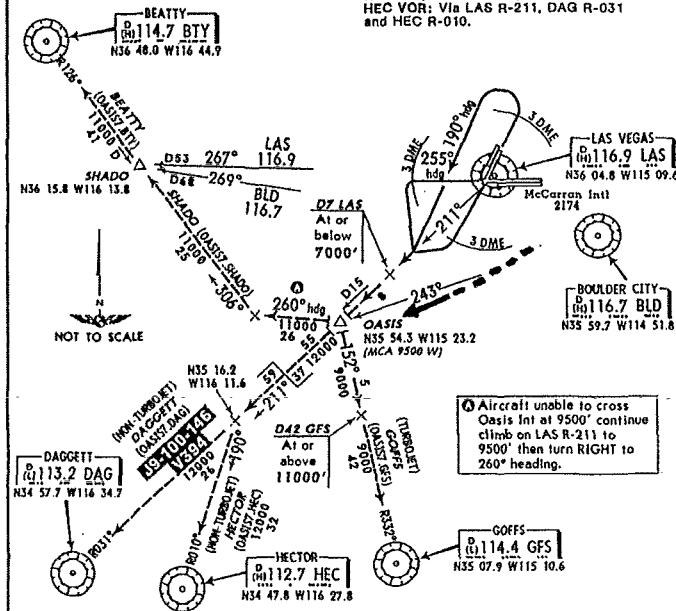 HEC VOR: Via LAS R-211, DAG R-031
and HEC R-010.
BEATTY
D
(H) 114.7 BTY
N36 48.0 W116 44.9
R126°
BEATTY
(OASIS7.BTY)
11000
41
D
D53 267° LAS
116.9
D68 269° BLD
116.7
SHADO
N36 15.8 W116 13.8
SHADO (OASIS7.SHADO)
11000
25
306°
N
NOT TO SCALE
3 DME
190° hdg
3 DME
255°
hdg
LAS VEGAS
D
(H) 116.9 LAS
N36 04.8 W115 09.6
McCarran Intl
2174
211°
3 DME
D7 LAS
At or
below
7000'
BOULDER CITY
D
(H) 116.7 BLD
N35 59.7 W114 51.8
D15
8
243°
A
260° hdg
11000
26
OASIS
N35 54.3 W115 23.2
(MCA 9500 W)
55
37 12000
59
211°
N35 16.2
W116 11.6
152°
5
9000
D42 GFS
At or
above
11000'
A Aircraft unable to cross
Oasis Int at 9500' continue
climb on LAS R-211 to
9500' then turn RIGHT to
260° heading.
(NON-TURBOJET)
DAGGETT
(OASIS7.DAG)
J9-100-146
V394
12000
26
DAGGETT
D
(L) 113.2 DAG
N34 57.7 W116 34.7
R031°
190°
(NON-TURBOJET)
HECTOR
(OASIS7.HEC)
12000
32
R010°
HECTOR
D
(H) 112.7 HEC
N34 47.8 W116 27.8
(TURBOJET)
GOFFS
(OASIS7.GFS)
9000
42
R332°
GOFFS
D
(L) 114.4 GFS
N35 07.9 W115 10.6